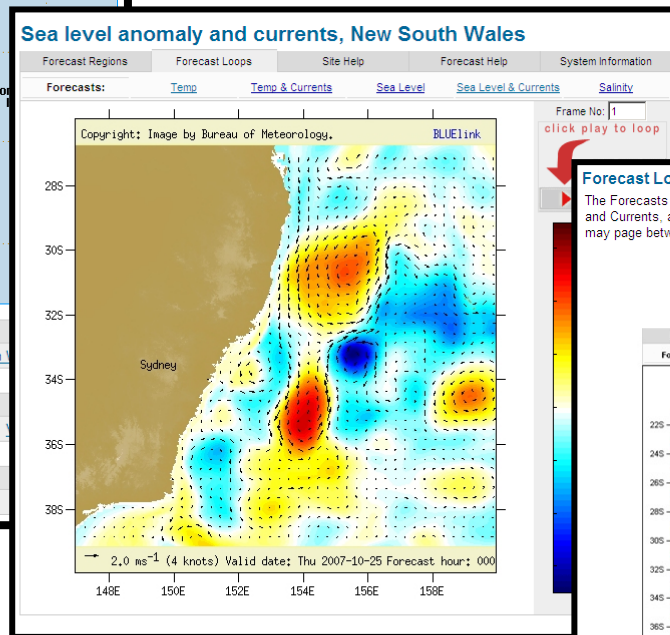 Sea level anomaly and currents, New South Wales
Forecast Regions Forecast Loops Site Help Forecast Help System Information
Forecasts: Temp Temp & Currents Sea Level Sea Level & Currents Salinity
Frame No: 1
click play to loop
Copyright: Image by Bureau of Meteorology. BLUElink
28S
30S
32S
34S
36S
38S
Sydney
2.0 ms⁻¹ (4 knots) Valid date: Thu 2007-10-25 Forecast hour: 000
148E 150E 152E 154E 156E 158E
Forecast Lo
The Forecasts
and Currents, a
may page betw
Fo
22S
24S
26S
28S
30S
32S
34S
36S